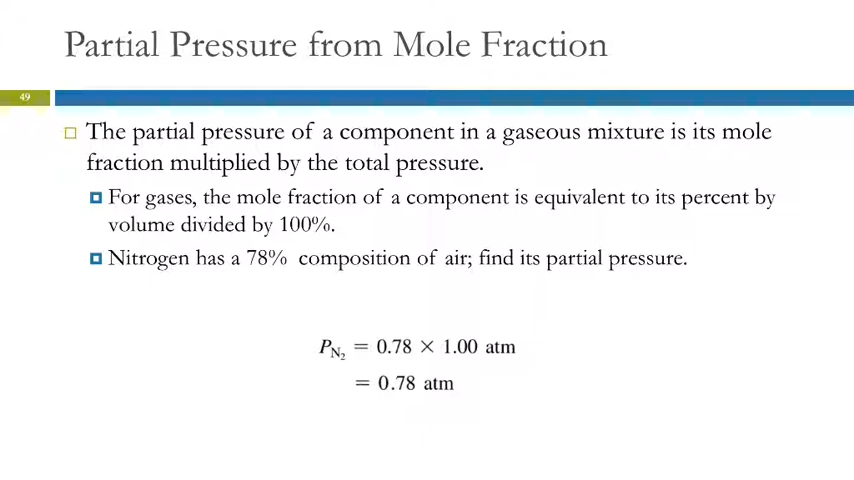 Partial Pressure from Mole Fraction
49
The partial pressure of a component in a gaseous mixture is its mole
fraction multiplied by the total pressure.
For gases, the mole fraction of a component is equivalent to its percent by
volume divided by 100%.
Nitrogen has a 78% composition of air; find its partial pressure.
P_N₂ = 0.78 × 1.00 atm
= 0.78 atm